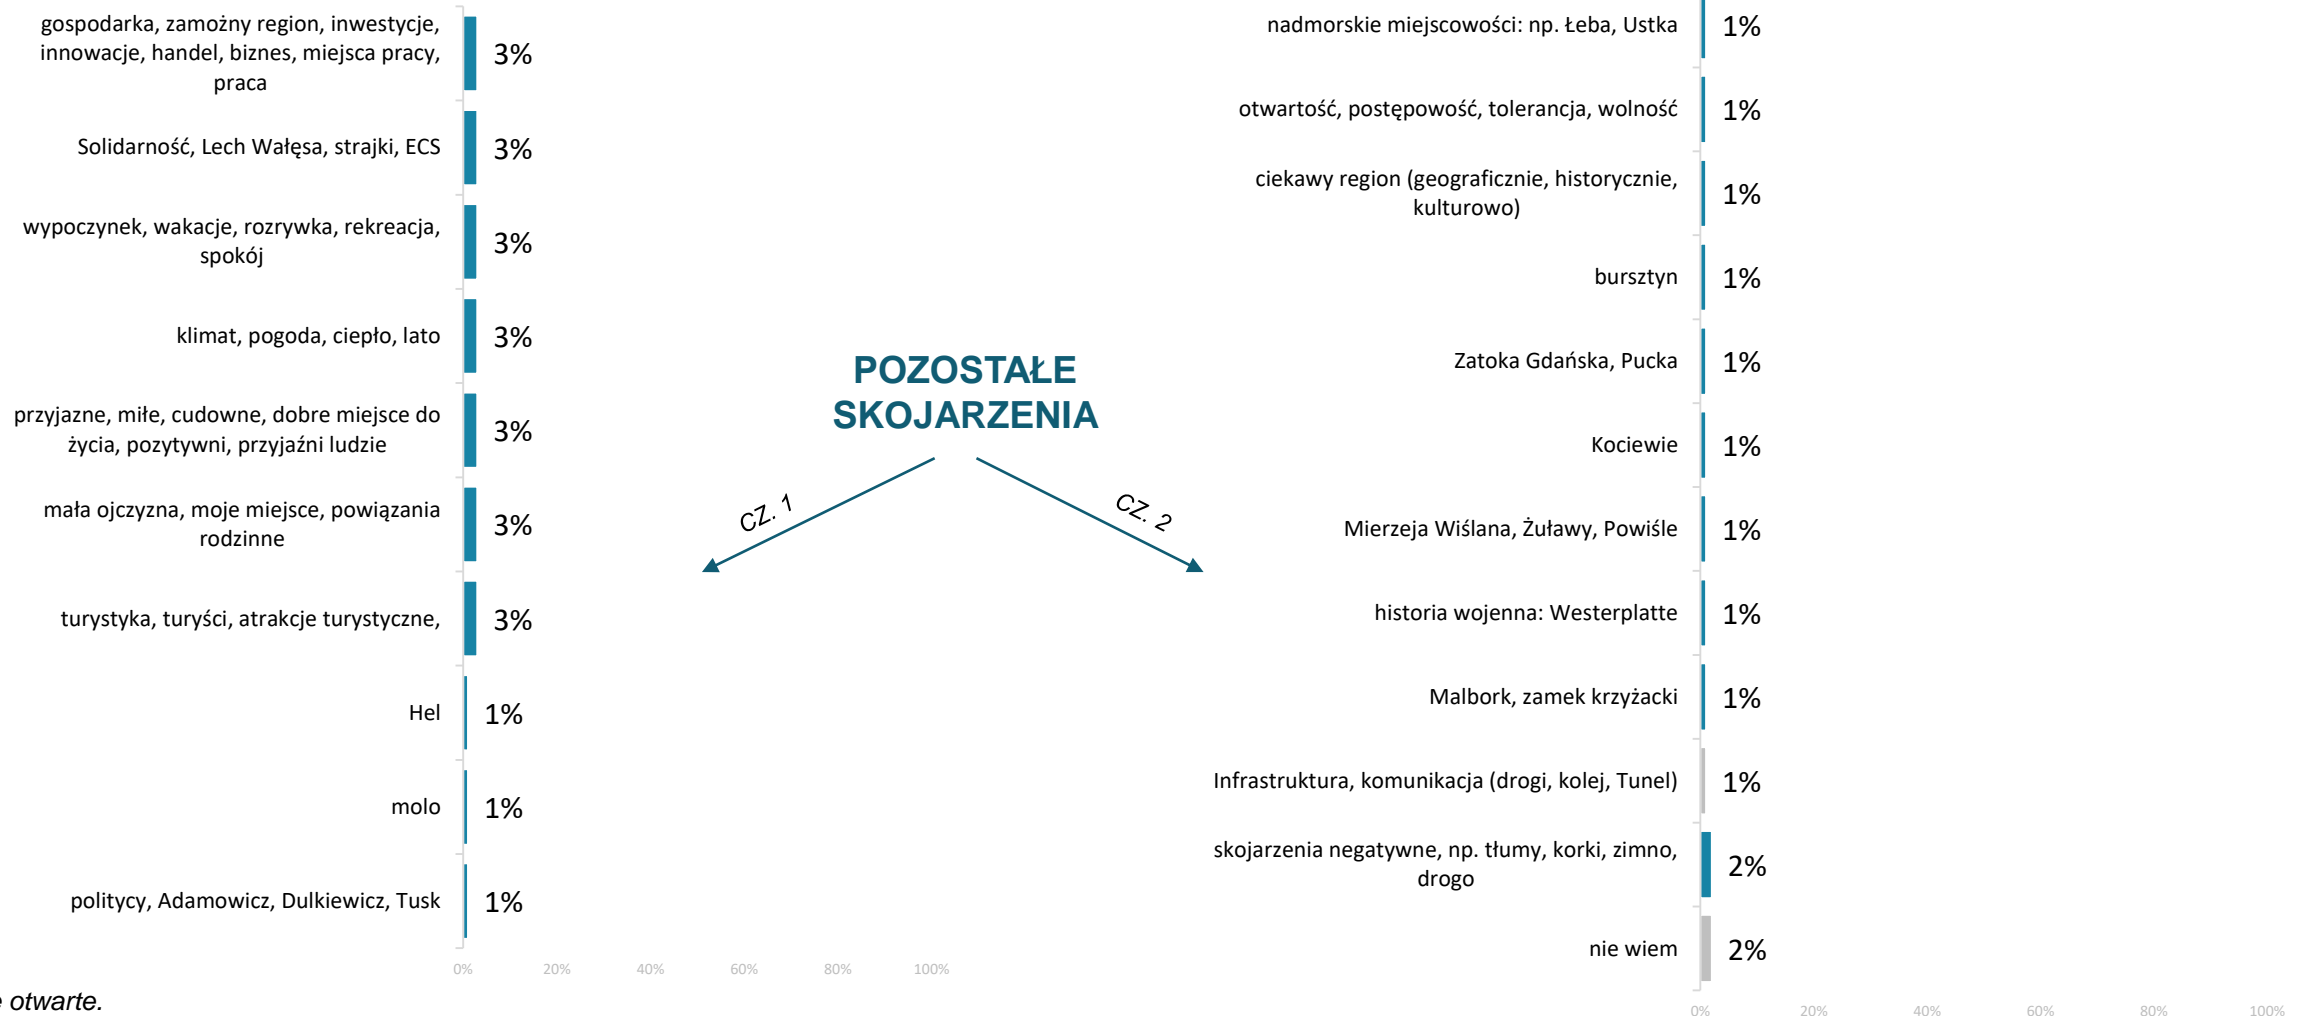 gospodarka, zamożny region, inwestycje,
innowacje, handel, biznes, miejsca pracy,
praca
3%
Solidarność, Lech Wałęsa, strajki, ECS
3%
wypoczynek, wakacje, rozrywka, rekreacja,
spokój
3%
klimat, pogoda, ciepło, lato
3%
przyjazne, miłe, cudowne, dobre miejsce do
życia, pozytywni, przyjaźni ludzie
3%
mała ojczyzna, moje miejsce, powiązania
rodzinne
3%
turystyka, turyści, atrakcje turystyczne,
3%
Hel
1%
molo
1%
politycy, Adamowicz, Dulkiewicz, Tusk
1%
0% 20% 40% 60% 80% 100%
POZOSTAŁE
SKOJARZENIA
CZ. 1
CZ. 2
nadmorskie miejscowości: np. Łeba, Ustka
1%
otwartość, postępowość, tolerancja, wolność
1%
ciekawy region (geograficznie, historycznie,
kulturowo)
1%
bursztyn
1%
Zatoka Gdańska, Pucka
1%
Kociewie
1%
Mierzeja Wiślana, Żuławy, Powiśle
1%
historia wojenna: Westerplatte
1%
Malbork, zamek krzyżacki
1%
Infrastruktura, komunikacja (drogi, kolej, Tunel)
1%
skojarzenia negatywne, np. tłumy, korki, zimno,
drogo
2%
nie wiem
2%
0% 20% 40% 60% 80% 100%
otwarte.